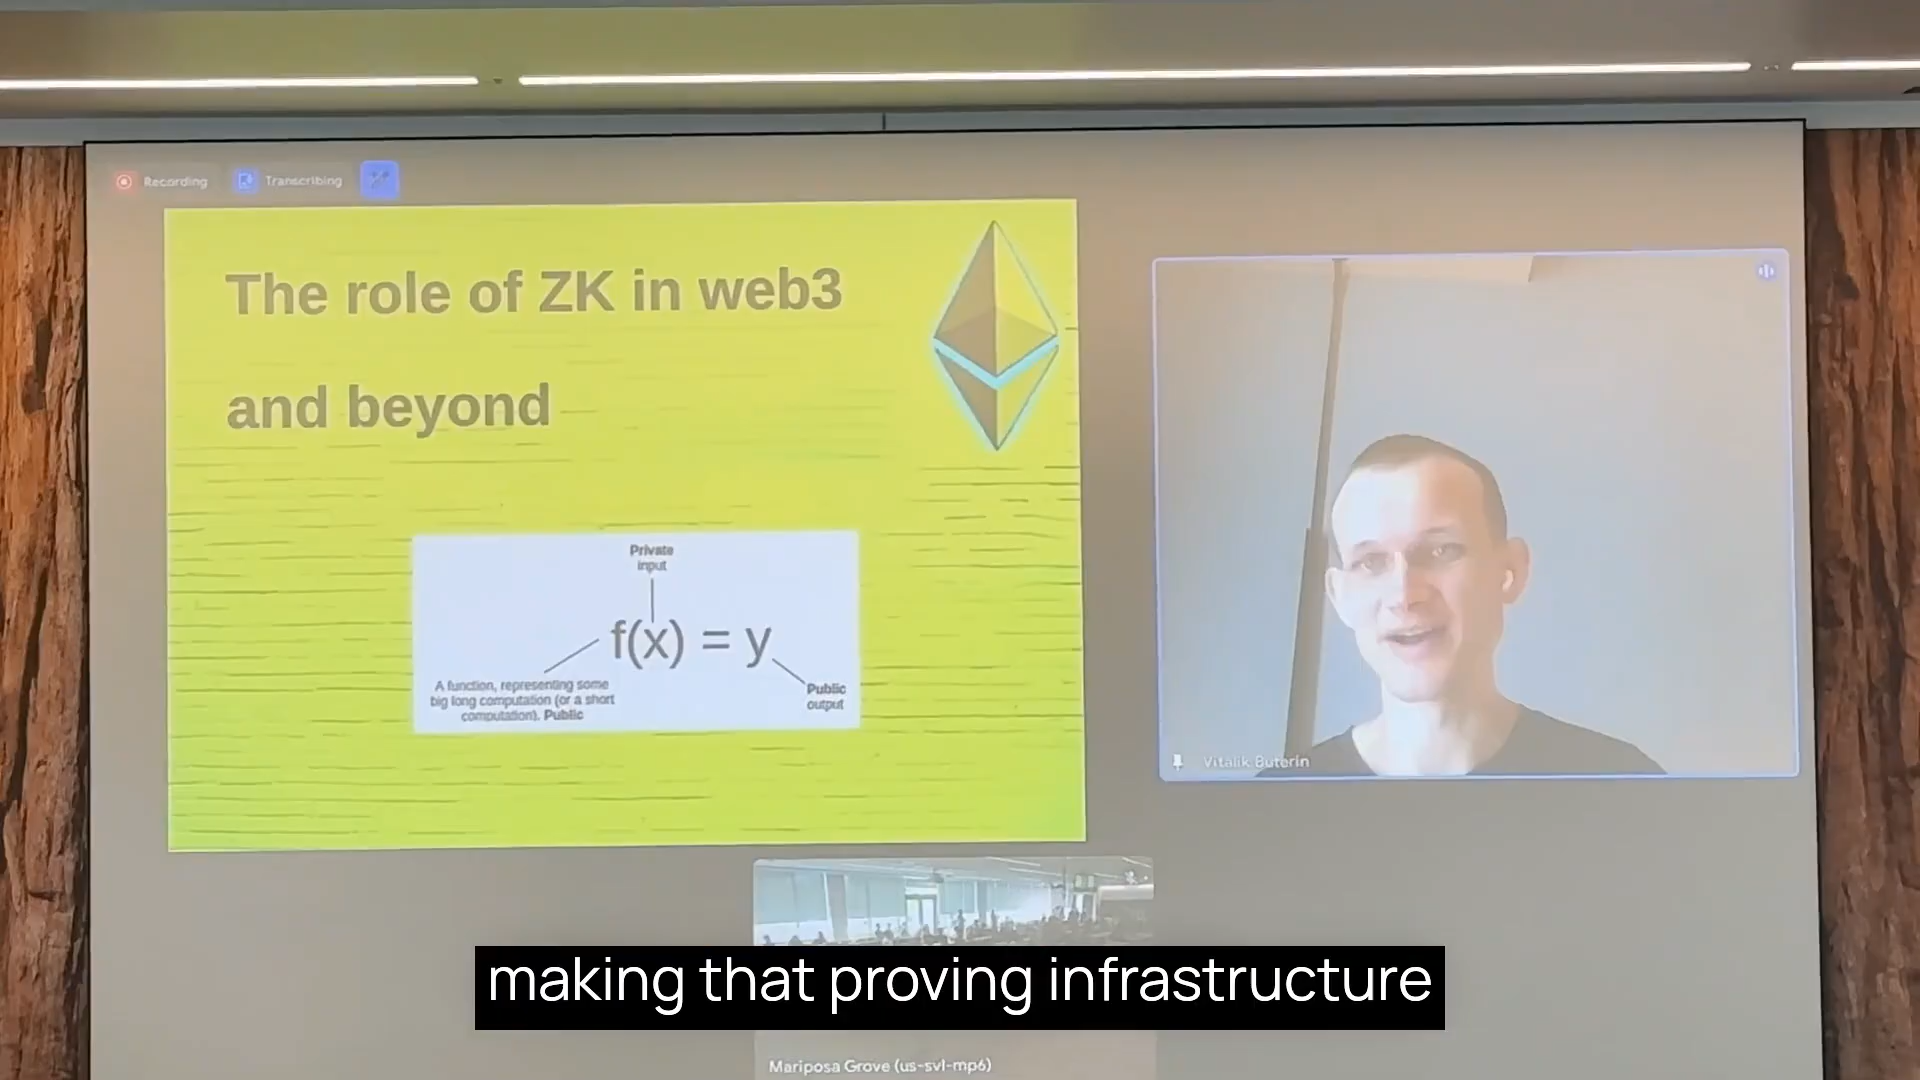 Recording
Transcribing
The role of ZK in web3
and beyond
Private
input
f(x) = y
A function, representing some
big long computation (or a short
computation). Public
Public
output
Vitalik Buterin
making that proving infrastructure
Mariposa Grove (us-svl-mp6)